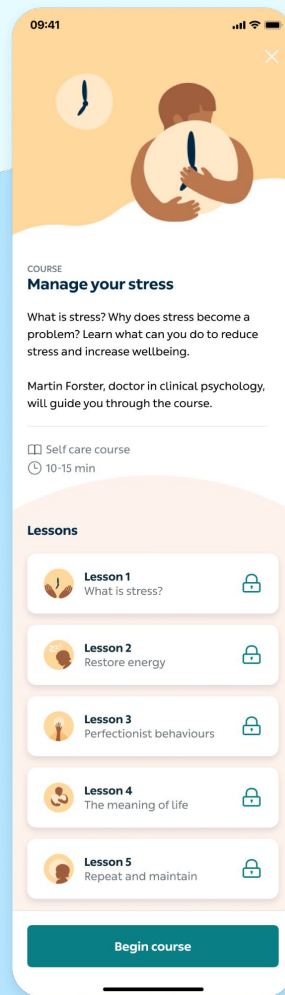 09:41
COURSE
Manage your stress
What is stress? Why does stress become a
problem? Learn what can you do to reduce
stress and increase wellbeing.
Martin Forster, doctor in clinical psychology,
will guide you through the course.
Self care course
10-15 min
Lessons
Lesson 1
What is stress?
Lesson 2
Restore energy
Lesson 3
Perfectionist behaviours
Lesson 4
The meaning of life
Lesson 5
Repeat and maintain
Begin course